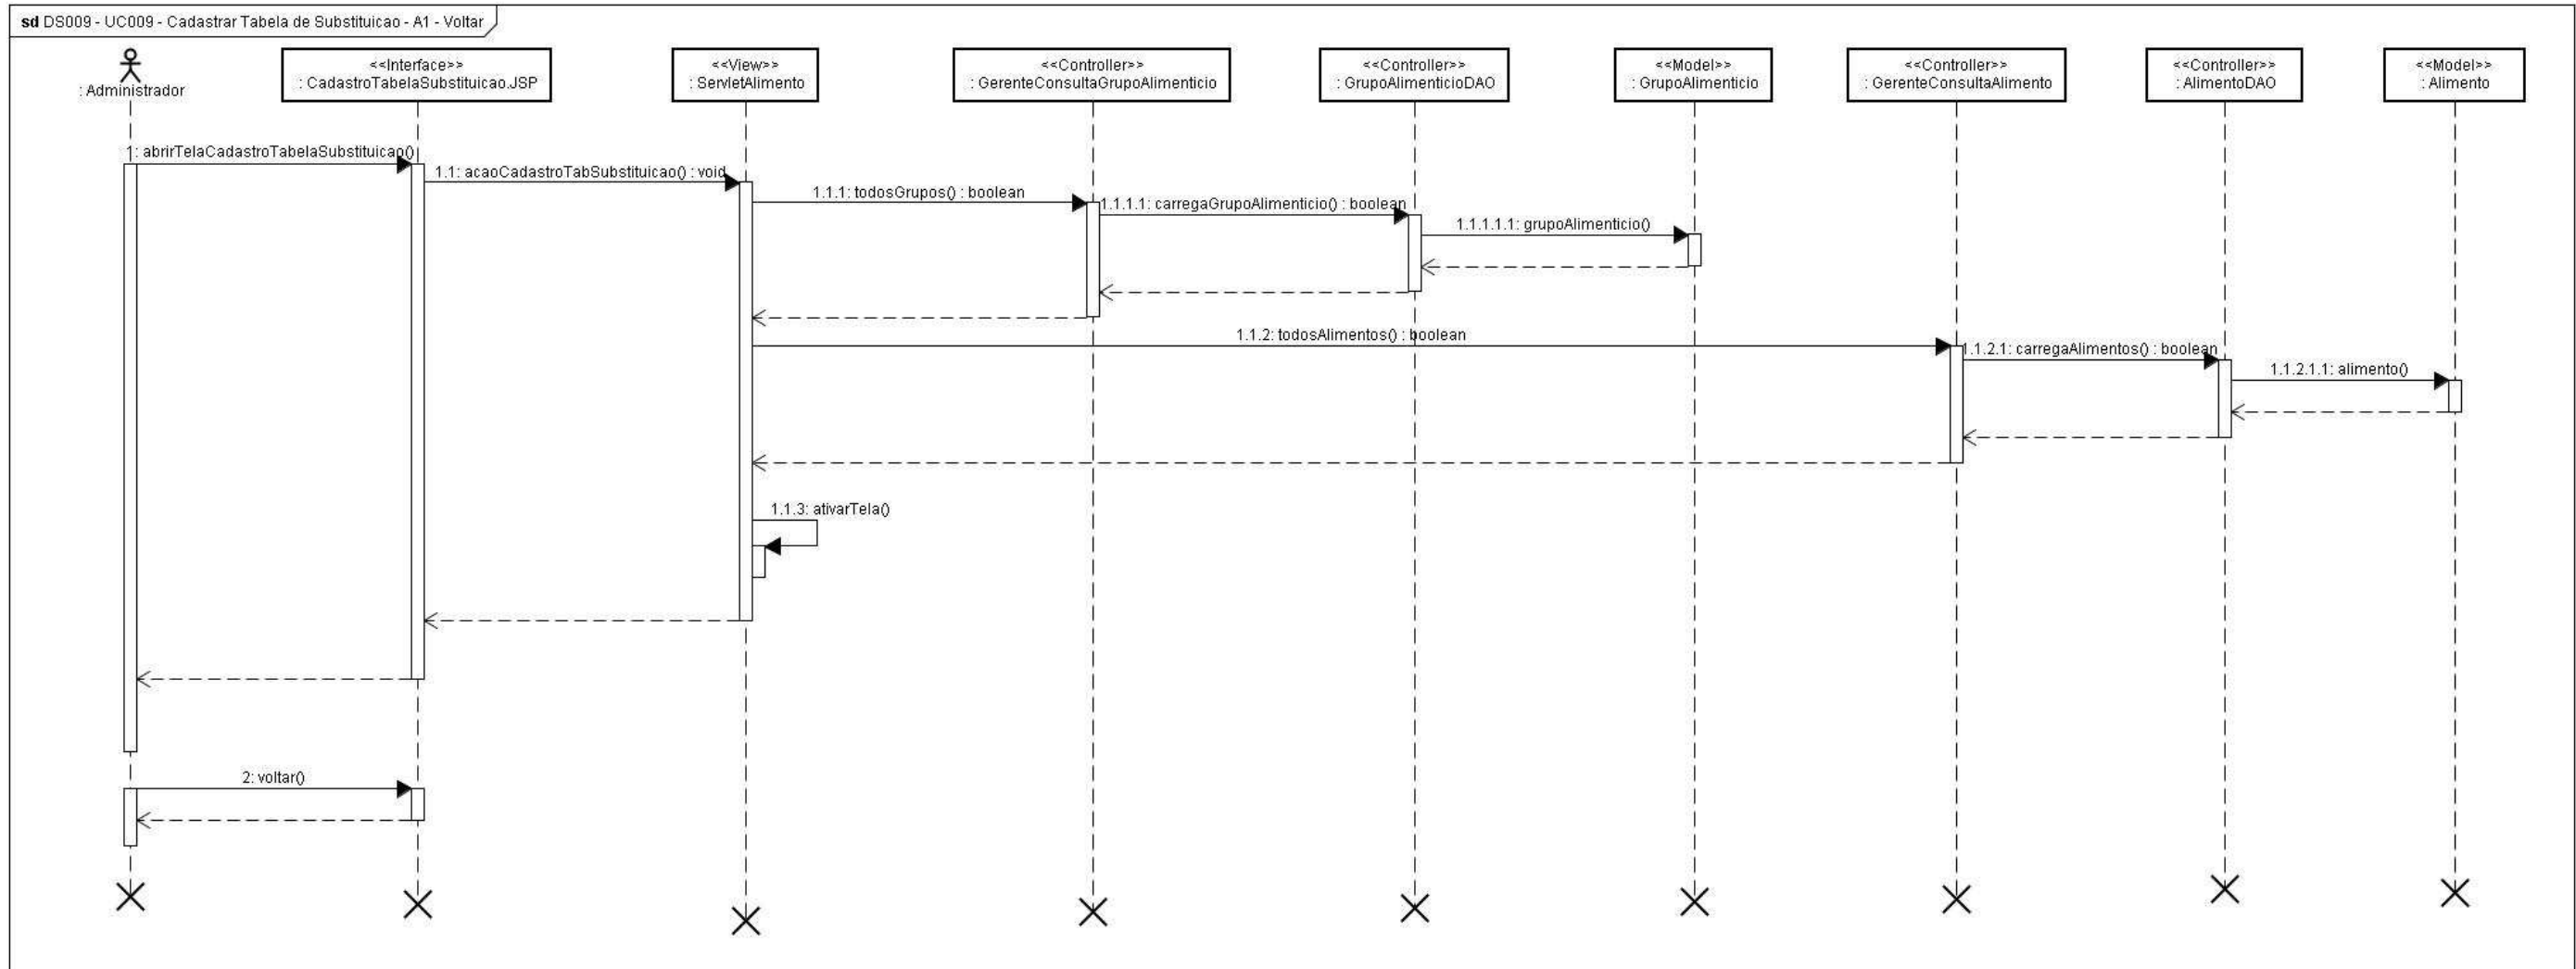 sd DS009 - UC009 - Cadastrar Tabela de Substituicao - A1 - Voltar
: Administrador
<<Interface>>
: CadastroTabelaSubstituicao.JSP
<<View>>
: ServletAlimento
<<Controller>>
: GerenteConsultaGrupoAlimenticio
<<Controller>>
: GrupoAlimenticioDAO
<<Model>>
: GrupoAlimenticio
<<Controller>>
: GerenteConsultaAlimento
<<Controller>>
: AlimentoDAO
<<Model>>
: Alimento
1: abrirTelaCadastroTabelaSubstituicao()
1.1: acaoCadastroTabSubstituicao() : void
1.1.1: todosGrupos() : boolean
1.1.1.1: carregaGrupoAlimenticio() : boolean
1.1.1.1.1: grupoAlimenticio()
1.1.2: todosAlimentos() : boolean
1.1.2.1: carregaAlimentos() : boolean
1.1.2.1.1: alimento()
1.1.3: ativarTela()
2: voltar()